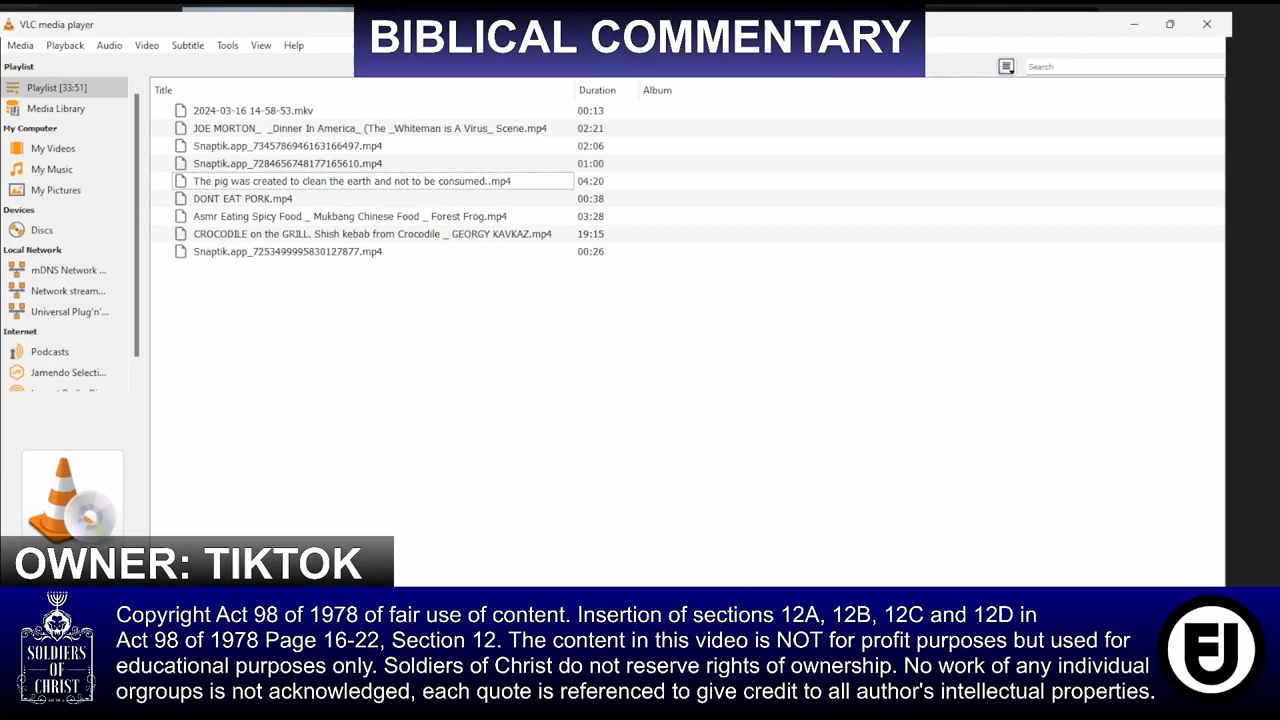 BIBLICAL COMMENTARY
VLC media player
Media Playback Audio Video Subtitle Tools View Help
Playlist
Search
Playlist [33:51]
Media Library
My Computer
My Videos
My Music
My Pictures
Devices
Discs
Local Network
mDNS Network ...
Network stream...
Universal Plug'n'...
Internet
Podcasts
Jamendo Selecti...
Title Duration Album
2024-03-16 14-58-53.mkv 00:13
JOE MORTON_ _Dinner In America_ (The _Whiteman is A Virus_ Scene.mp4 02:21
Snaptik.app_7345786946163166497.mp4 02:06
Snaptik.app_7284656748177165610.mp4 01:00
The pig was created to clean the earth and not to be consumed..mp4 04:20
DONT EAT PORK.mp4 00:38
Asmr Eating Spicy Food _ Mukbang Chinese Food _ Forest Frog.mp4 03:28
CROCODILE on the GRILL. Shish kebab from Crocodile _ GEORGY KAVKAZ.mp4 19:15
Snaptik.app_7253499995830127877.mp4 00:26
OWNER: TIKTOK
SOLDIERS
OF
CHRIST
Copyright Act 98 of 1978 of fair use of content. Insertion of sections 12A, 12B, 12C and 12D in
Act 98 of 1978 Page 16-22, Section 12. The content in this video is NOT for profit purposes but used for
educational purposes only. Soldiers of Christ do not reserve rights of ownership. No work of any individual
orgroups is not acknowledged, each quote is referenced to give credit to all author's intellectual properties.